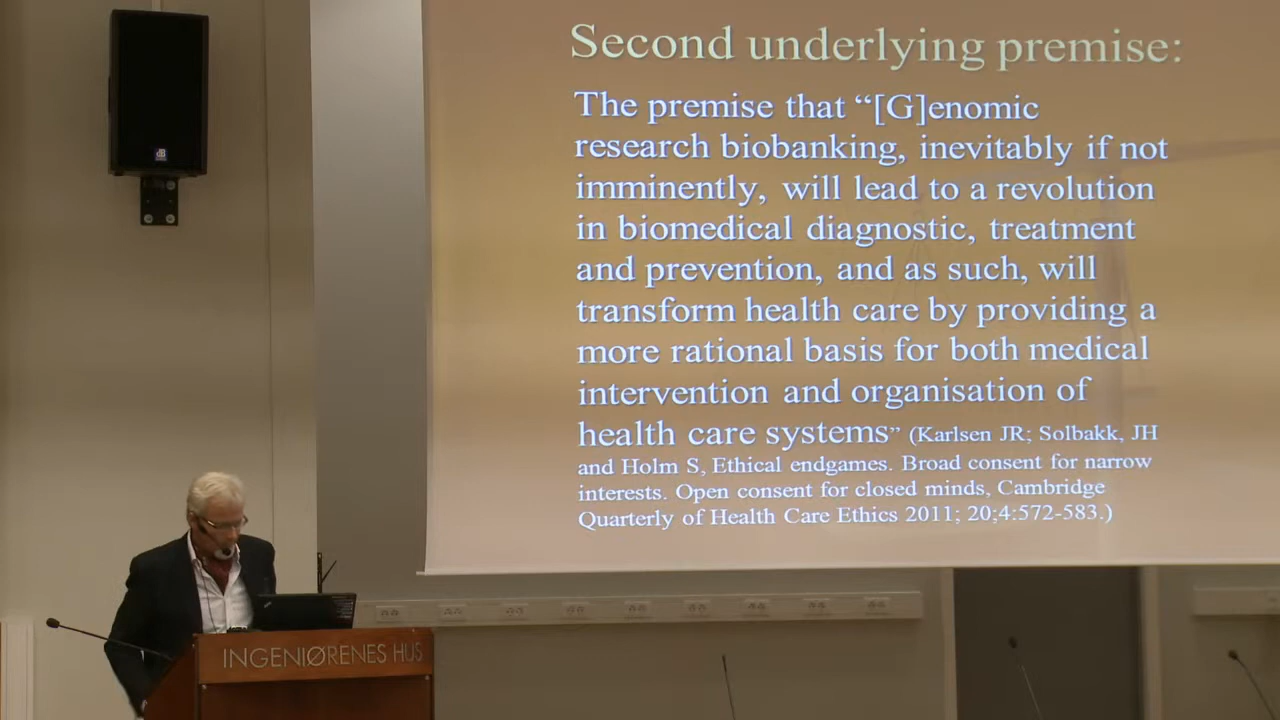 Second underlying premise:
The premise that “[G]enomic
research biobanking, inevitably if not
imminently, will lead to a revolution
in biomedical diagnostic, treatment
and prevention, and as such, will
transform health care by providing a
more rational basis for both medical
intervention and organisation of
health care systems” (Karlsen JR; Solbakk, JH
and Holm S, Ethical endgames. Broad consent for narrow
interests. Open consent for closed minds, Cambridge
Quarterly of Health Care Ethics 2011; 20;4:572-583.)
INGENIØRENES HUS